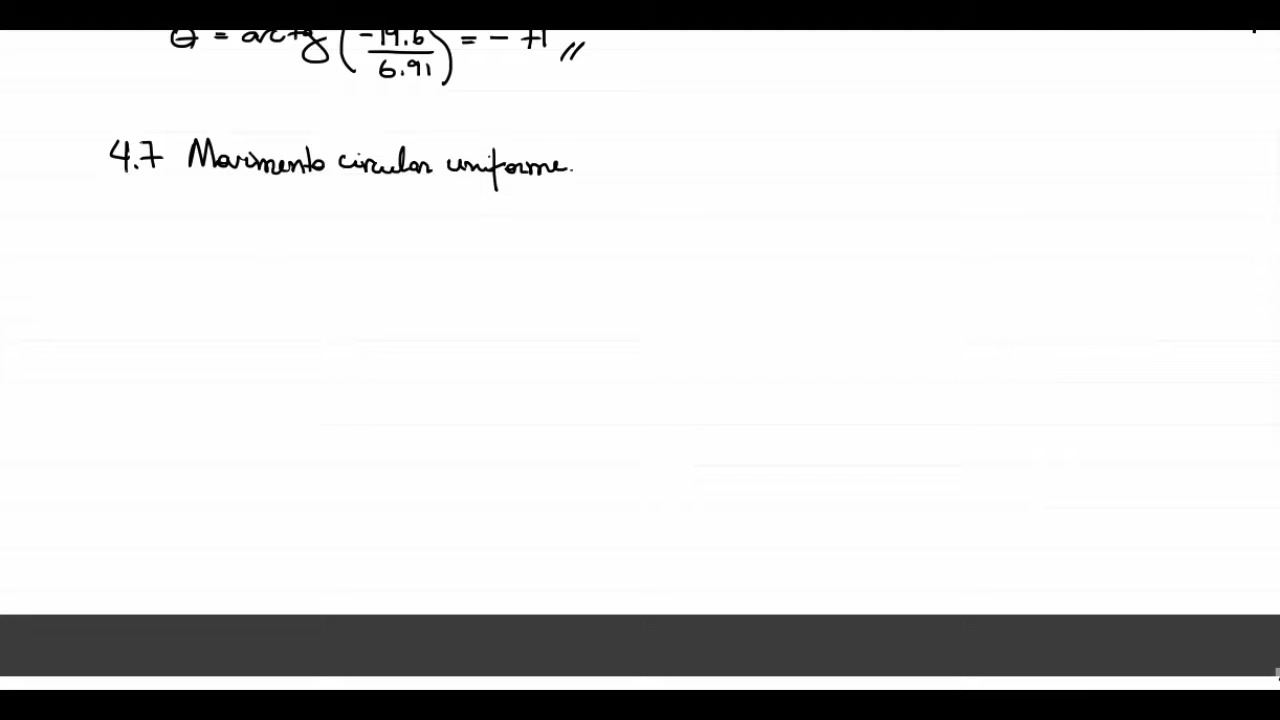 θ = arctg (-19.6 / 6.91) = - 71 //
4.7 Movimento circular uniforme.